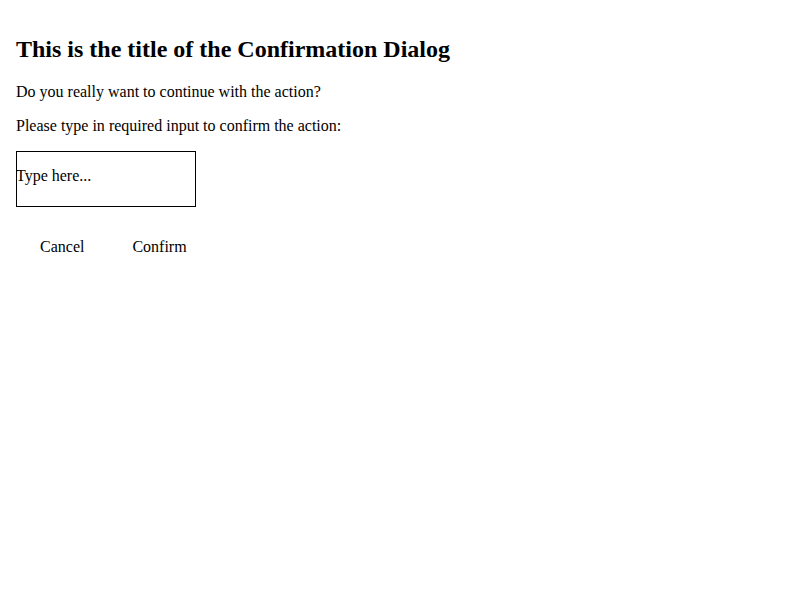 This is the title of the Confirmation Dialog
Do you really want to continue with the action?
Please type in required input to confirm the action:
Type here...
Cancel Confirm